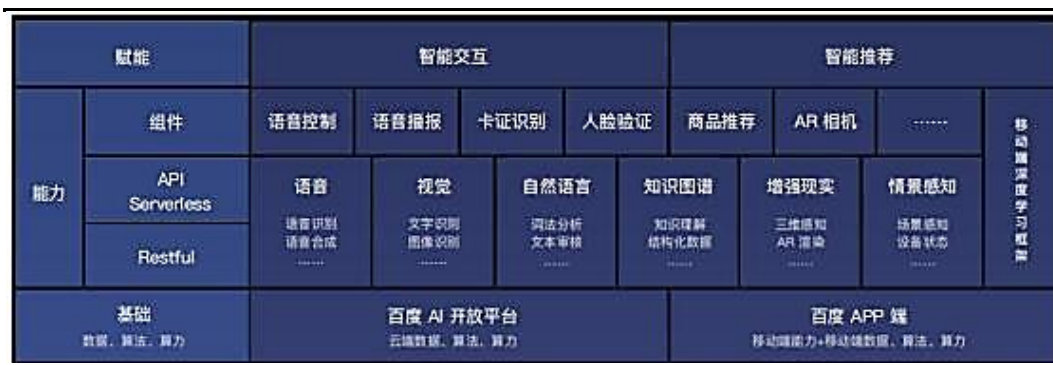 赋能 智能交互 智能推荐
组件 语音控制 语音播报 卡证识别 人脸验证 商品推荐 AR 相机 ······
能力
API
Serverless
Restful
语音
语音识别
语音合成
······
视觉
文字识别
图像识别
······
自然语言
词法分析
文本审核
······
知识图谱
知识理解
结构化数据
······
增强现实
三维感知
AR 渲染
······
情景感知
场景感知
设备状态
······
移动端深度学习框架
基础
数据、算法、算力
百度 AI 开放平台
云端数据、算法、算力
百度 APP 端
移动端能力+移动端数据、算法、算力